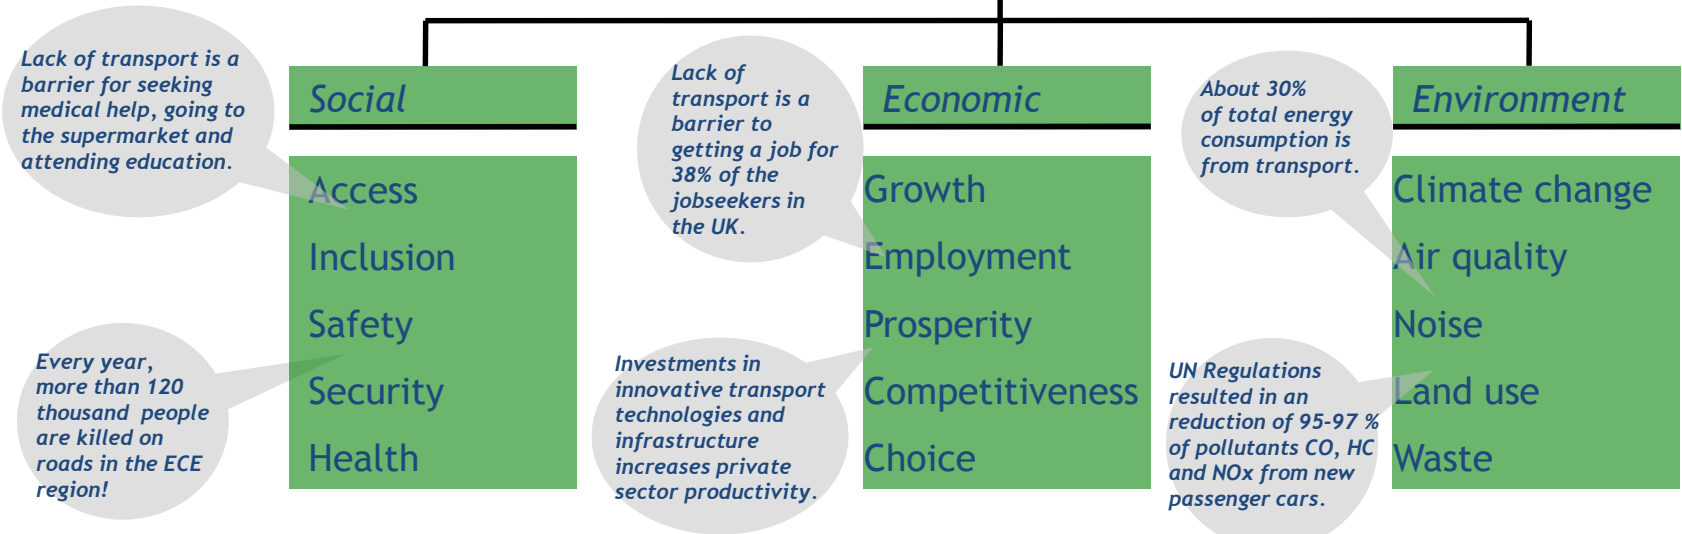 Lack of transport is a
barrier for seeking
medical help, going to
the supermarket and
attending education.
Every year,
more than 120
thousand people
are killed on
roads in the ECE
region!
Social
Access
Inclusion
Safety
Security
Health
Lack of
transport is a
barrier to
getting a job for
38% of the
jobseekers in
the UK.
Investments in
innovative transport
technologies and
infrastructure
increases private
sector productivity.
Economic
Growth
Employment
Prosperity
Competitiveness
Choice
About 30%
of total energy
consumption is
from transport.
UN Regulations
resulted in an
reduction of 95-97 %
of pollutants CO, HC
and NOx from new
passenger cars.
Environment
Climate change
Air quality
Noise
Land use
Waste